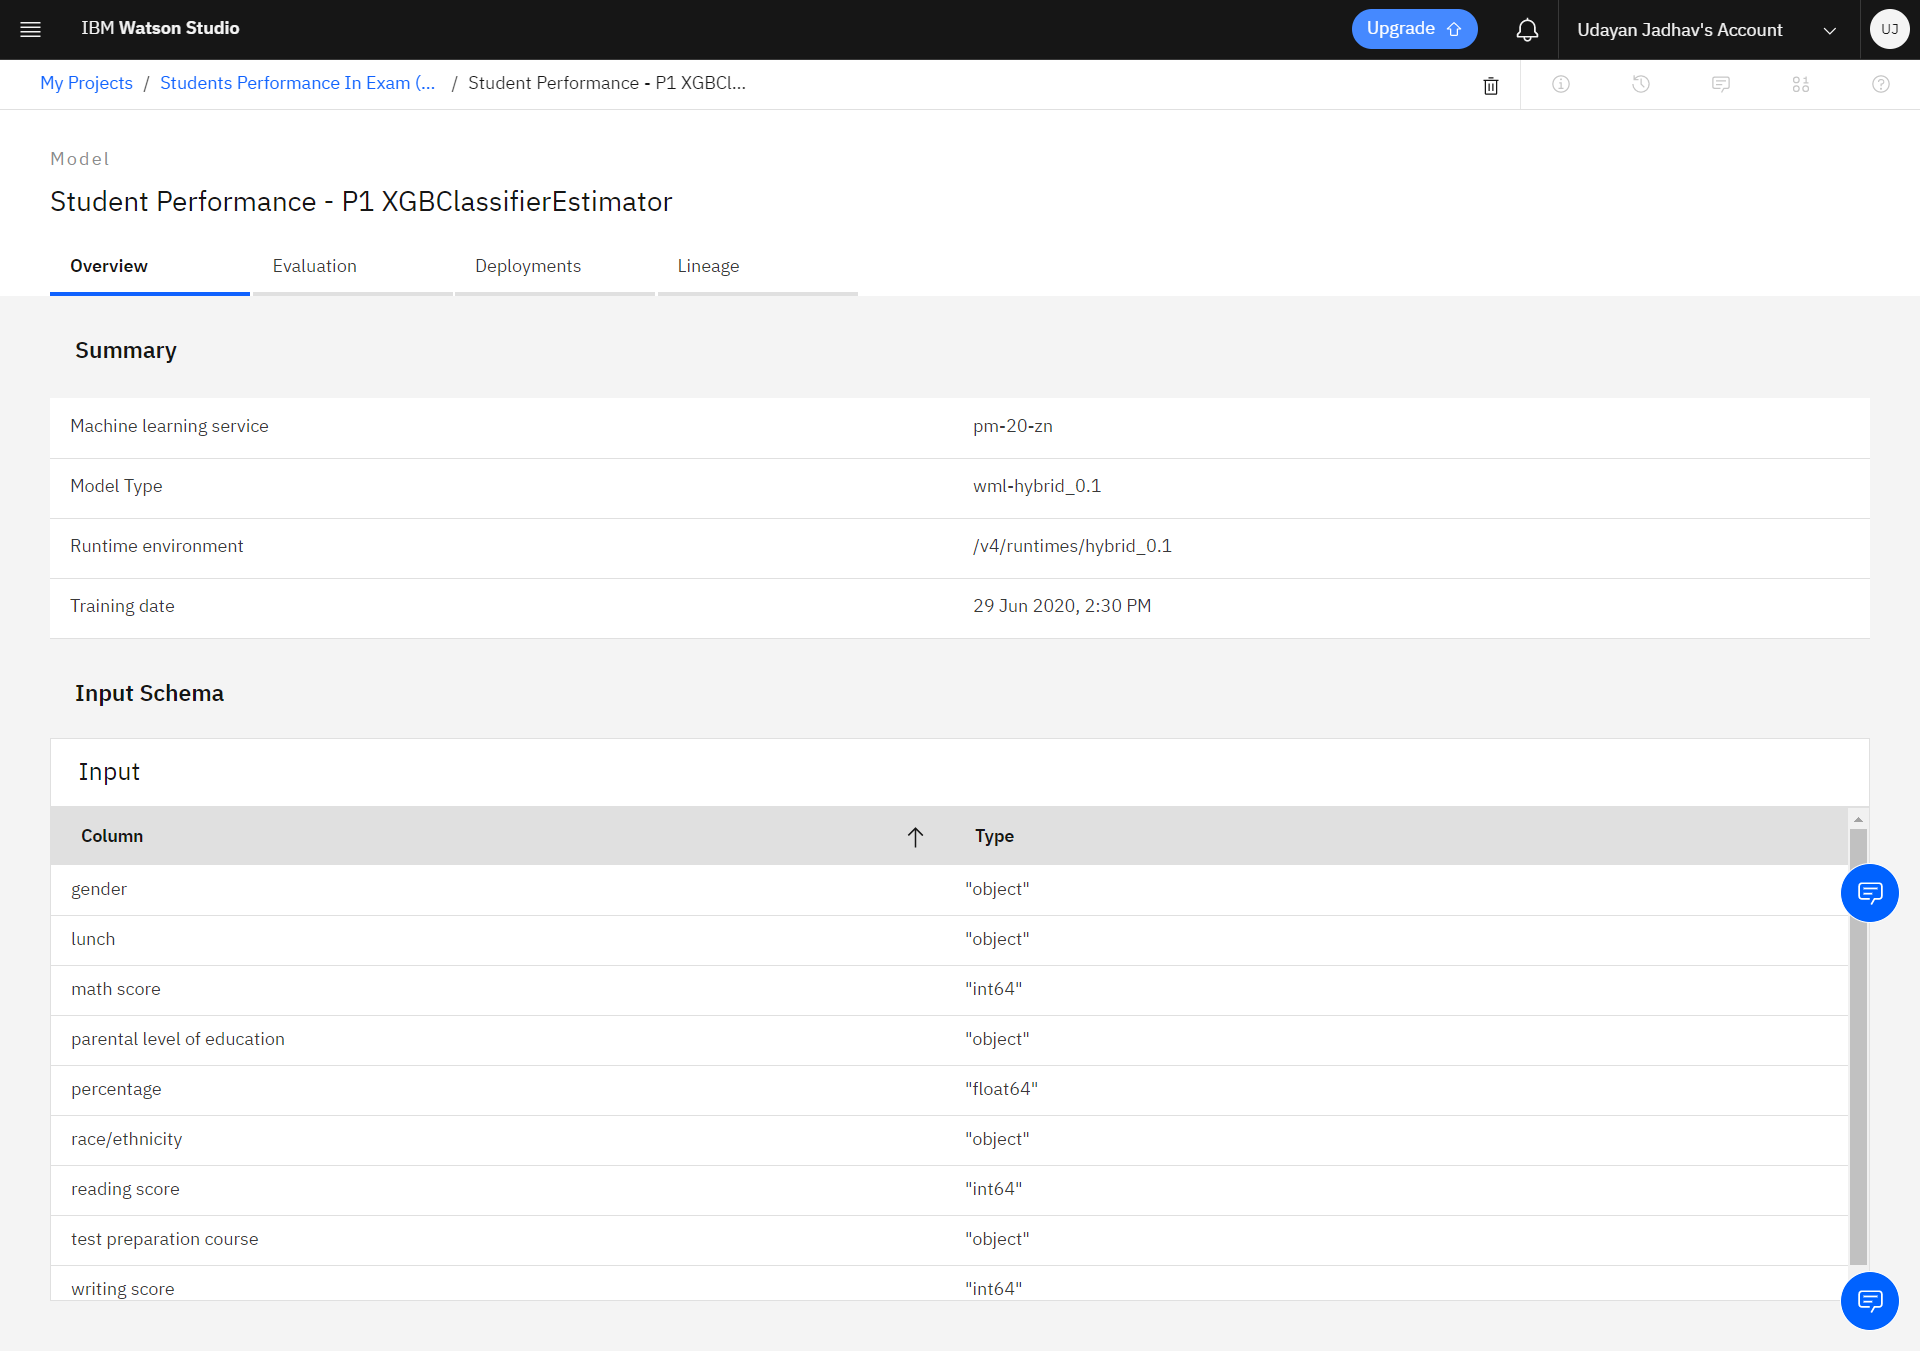 IBM Watson Studio
Upgrade
Udayan Jadhav's Account
UJ
My Projects / Students Performance In Exam (... / Student Performance - P1 XGBCl...
Model
Student Performance - P1 XGBClassifierEstimator
Overview Evaluation Deployments Lineage
Summary
Machine learning service pm-20-zn
Model Type wml-hybrid_0.1
Runtime environment /v4/runtimes/hybrid_0.1
Training date 29 Jun 2020, 2:30 PM
Input Schema
Input
Column Type
gender "object"
lunch "object"
math score "int64"
parental level of education "object"
percentage "float64"
race/ethnicity "object"
reading score "int64"
test preparation course "object"
writing score "int64"